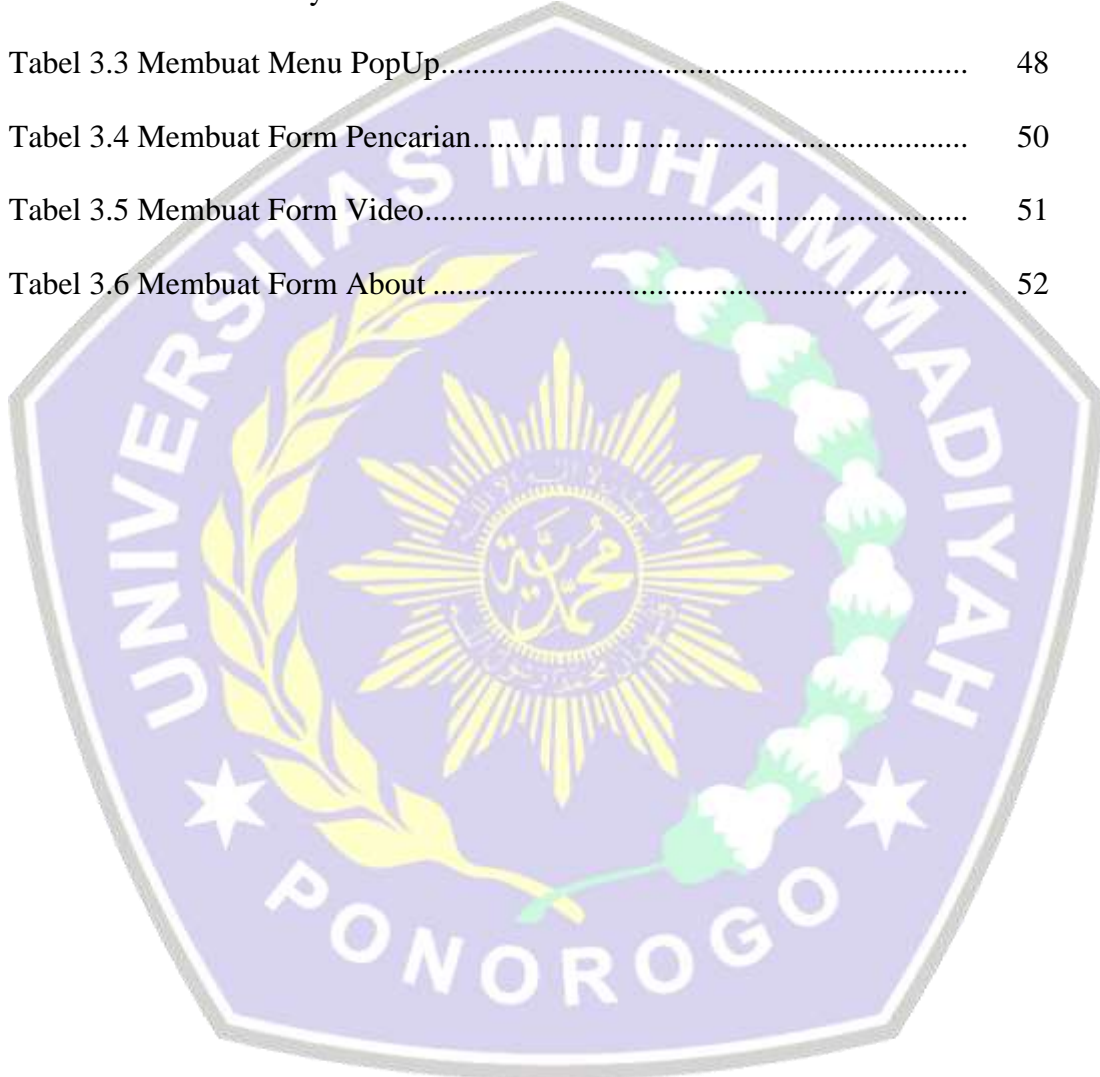 Tabel 3.3 Membuat Menu PopUp................................................................ 48
Tabel 3.4 Membuat Form Pencarian............................................................ 50
Tabel 3.5 Membuat Form Video.................................................................. 51
Tabel 3.6 Membuat Form About ................................................................. 52
UNIVERSITAS MUHAMMADIYAH
محمدية
PONOROGO